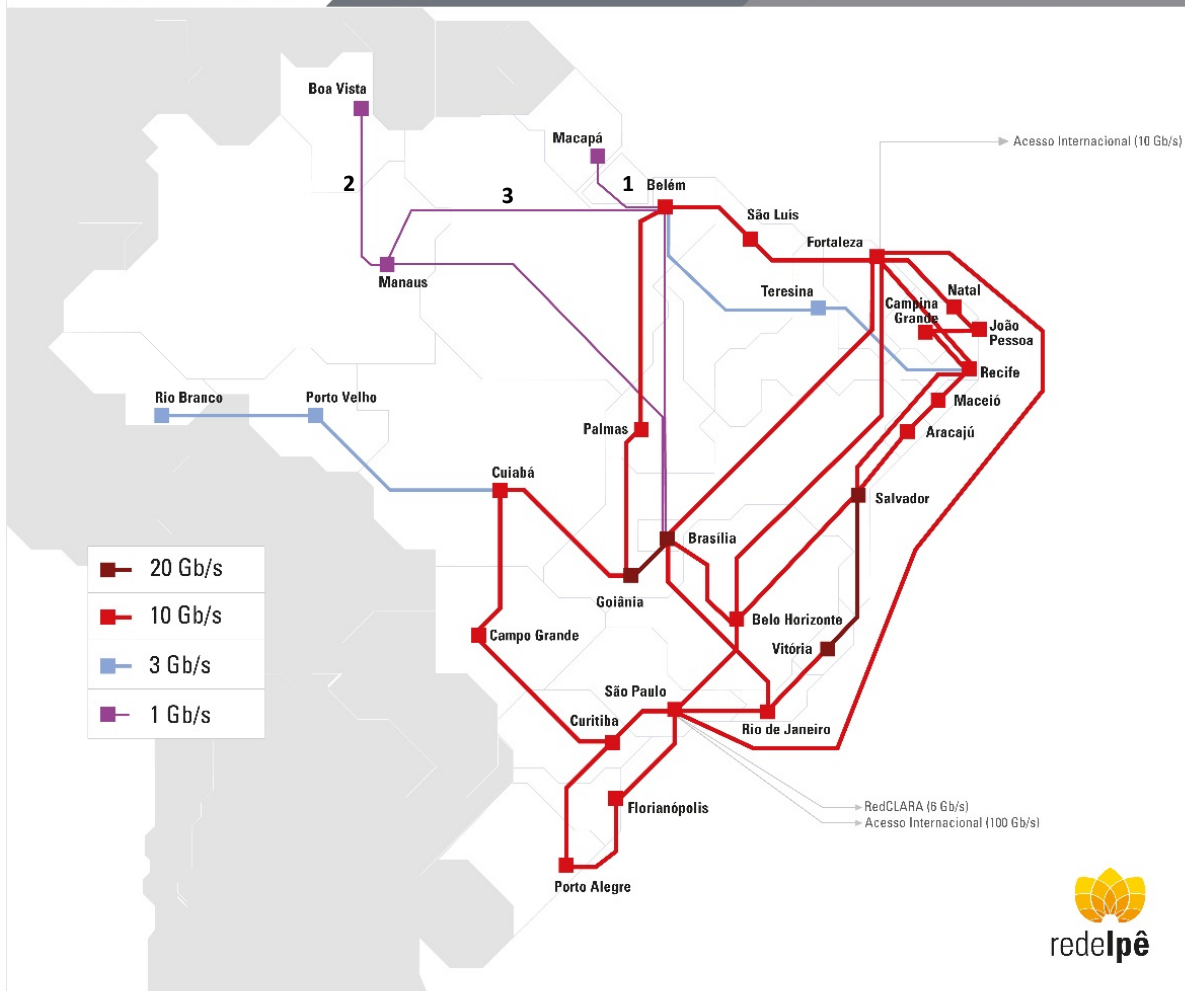 Boa Vista
Macapá
Acesso Internacional (10 Gb/s)
2
3
1
Belém
São Luís
Fortaleza
Manaus
Teresina
Campina
Grande
Natal
João
Pessoa
Recife
Rio Branco
Porto Velho
Maceió
Palmas
Aracajú
Cuiabá
Salvador
Brasília
20 Gb/s
10 Gb/s
3 Gb/s
1 Gb/s
Goiânia
Belo Horizonte
Campo Grande
Vitória
São Paulo
Curitiba
Rio de Janeiro
Florianópolis
RedCLARA (6 Gb/s)
Acesso Internacional (100 Gb/s)
Porto Alegre
redeIpê